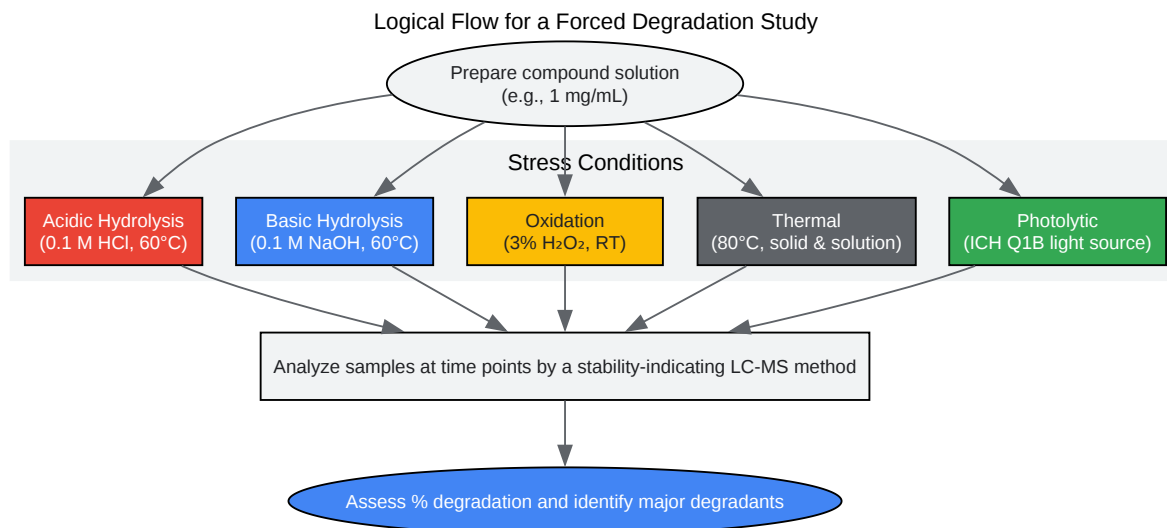 Logical Flow for a Forced Degradation Study
Prepare compound solution
(e.g., 1 mg/mL)
Stress Conditions
Acidic Hydrolysis
(0.1 M HCl, 60°C)
Basic Hydrolysis
(0.1 M NaOH, 60°C)
Oxidation
(3% H₂O₂, RT)
Thermal
(80°C, solid & solution)
Photolytic
(ICH Q1B light source)
Analyze samples at time points by a stability-indicating LC-MS method
Assess % degradation and identify major degradants